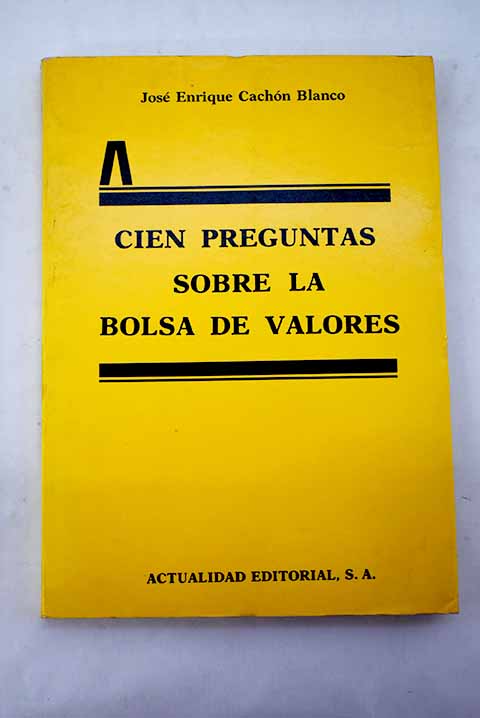 José Enrique Cachón Blanco
CIEN PREGUNTAS
SOBRE LA
BOLSA DE VALORES
ACTUALIDAD EDITORIAL, S. A.